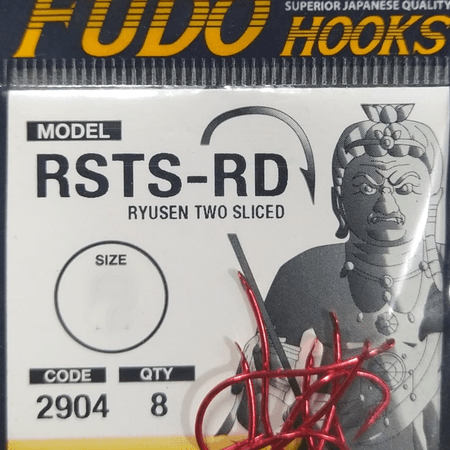 SUPERIOR JAPANESE QUALITY
FUDO HOOKS
MODEL
RSTS-RD
RYUSEN TWO SLICED
SIZE
CODE QTY
2904 8